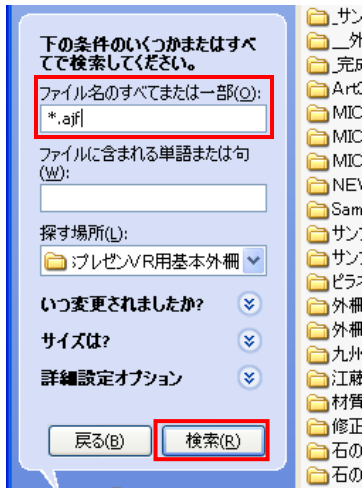 下の条件のいくつかまたはすべ
てで検索してください。
ファイル名のすべてまたは一部(O):
*.ajf
ファイルに含まれる単語または句
(W):
探す場所(L):
プレゼンVR用基本外柵
いつ変更されましたか?
サイズは?
詳細設定オプション
戻る(B)
検索(R)
_サン
__外
_完成
Art
MIC
MIC
MIC
NEV
Sam
サン
サン
ピラ
外柵
外柵
九州
江藤
材質
修正
石の
石の